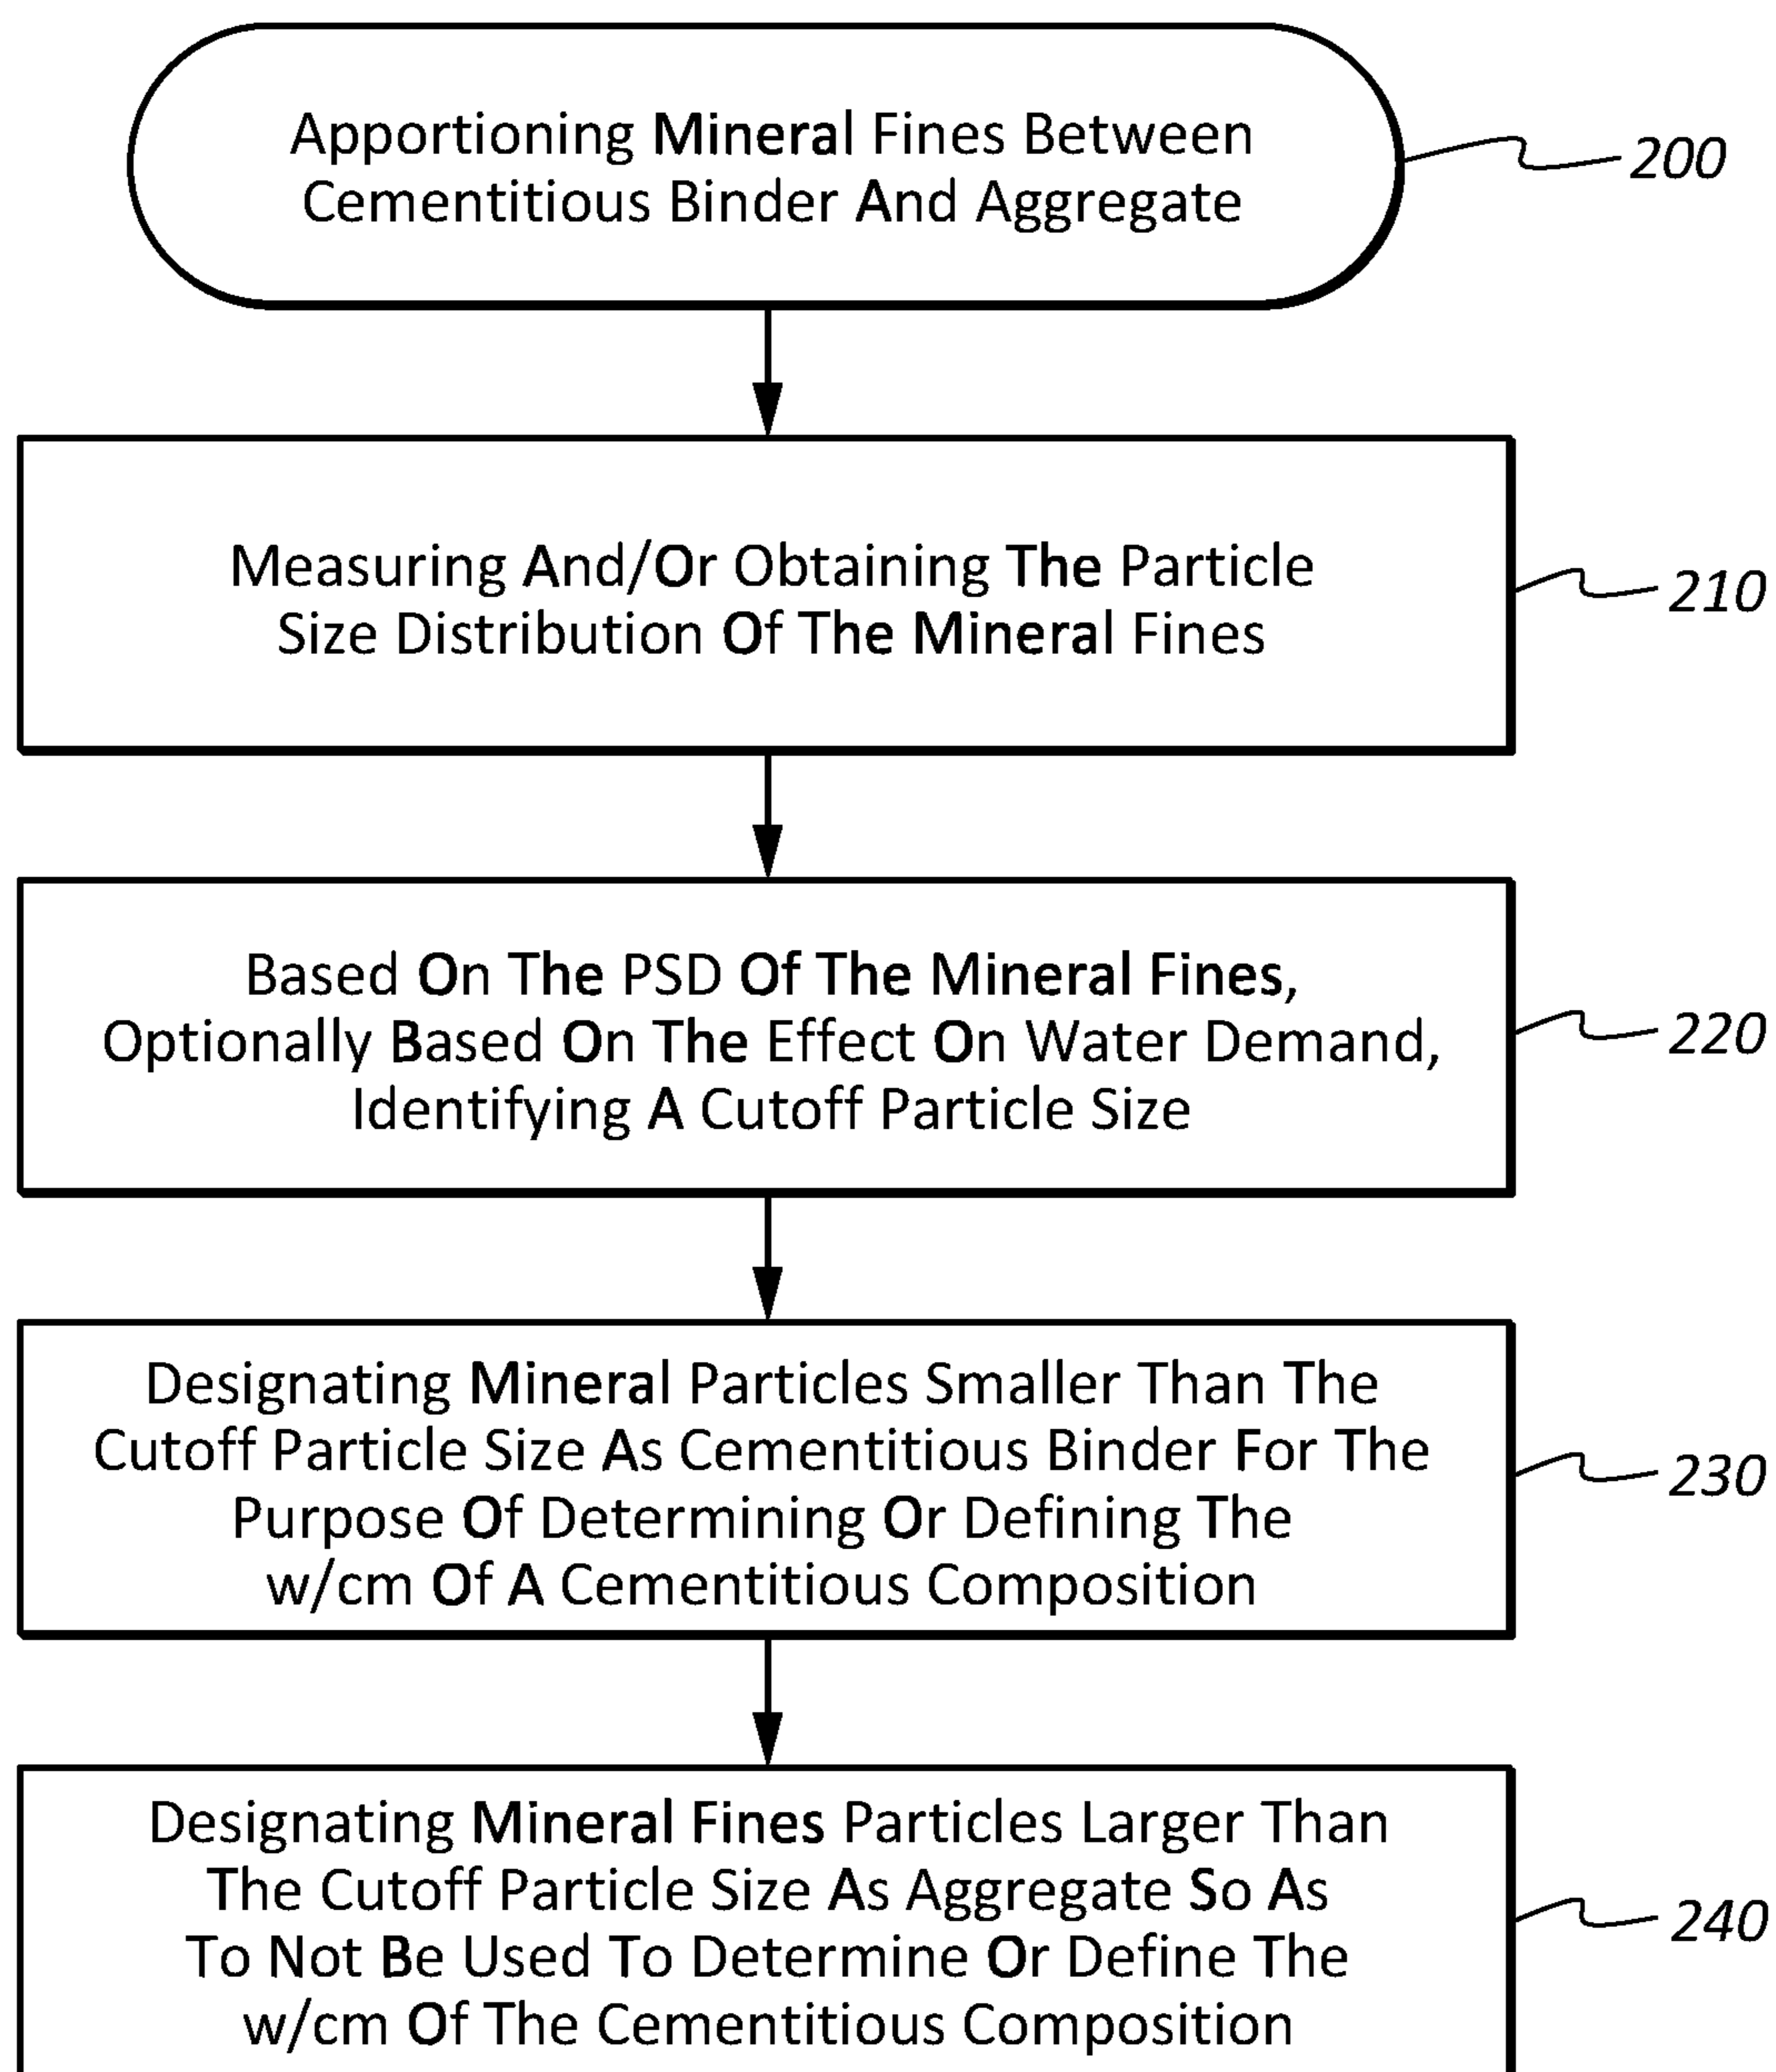 Apportioning Mineral Fines Between
Cementitious Binder And Aggregate
200
Measuring And/Or Obtaining The Particle
Size Distribution Of The Mineral Fines
210
Based On The PSD Of The Mineral Fines,
Optionally Based On The Effect On Water Demand,
Identifying A Cutoff Particle Size
220
Designating Mineral Particles Smaller Than The
Cutoff Particle Size As Cementitious Binder For The
Purpose Of Determining Or Defining The
w/cm Of A Cementitious Composition
230
Designating Mineral Fines Particles Larger Than
The Cutoff Particle Size As Aggregate So As
To Not Be Used To Determine Or Define The
w/cm Of The Cementitious Composition
240